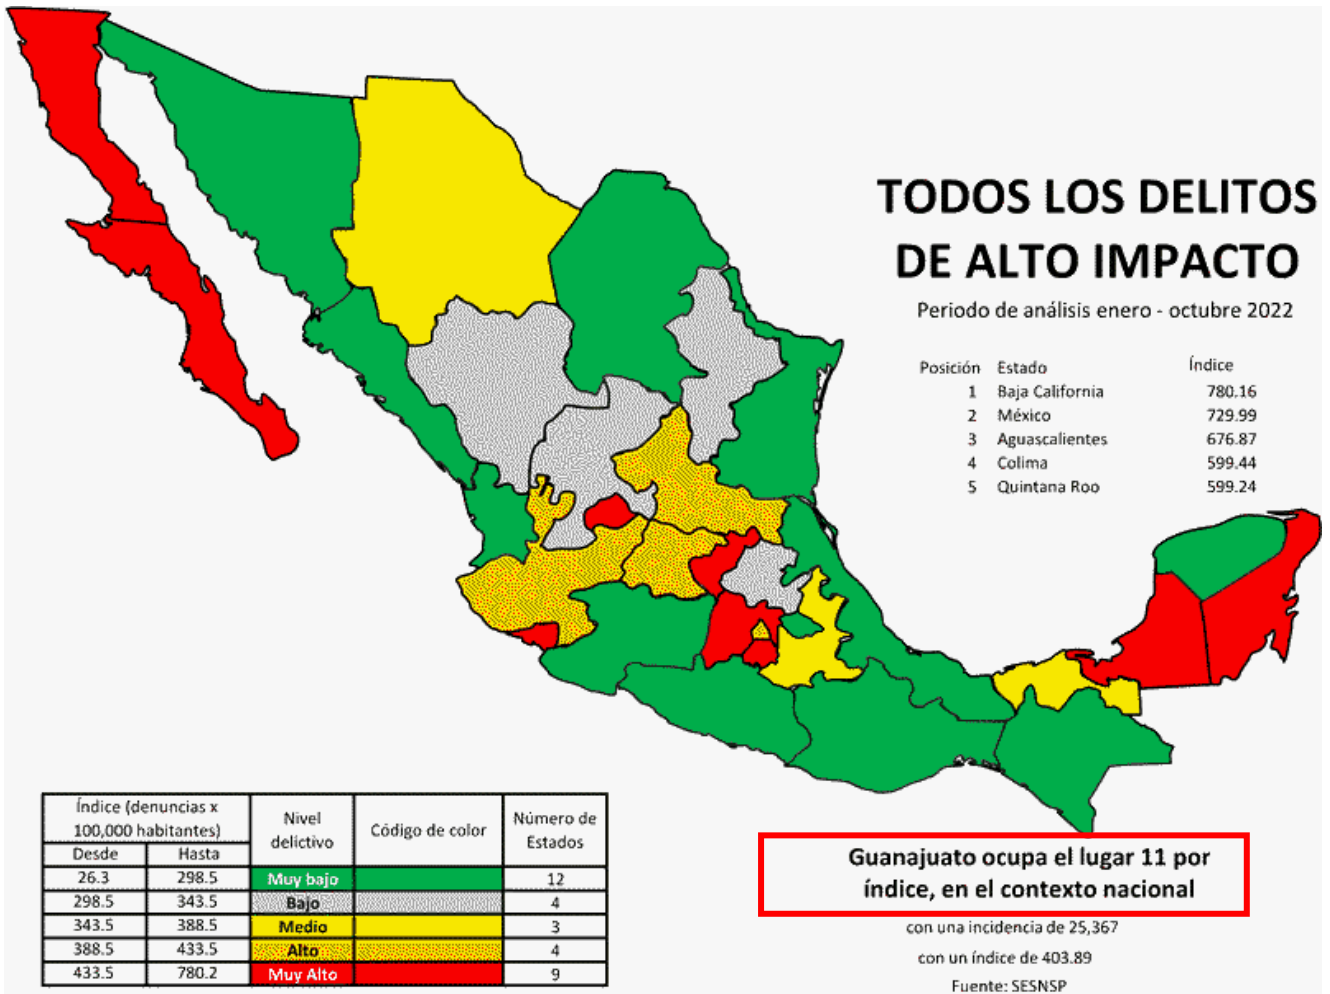 TODOS LOS DELITOS
DE ALTO IMPACTO
Periodo de análisis enero - octubre 2022
Posición Estado Índice
1 Baja California 780.16
2 México 729.99
3 Aguascalientes 676.87
4 Colima 599.44
5 Quintana Roo 599.24
Índice (denuncias x
100,000 habitantes)
Nivel
delictivo
Código de color
Número de
Estados
Desde Hasta
26.3 298.5 Muy bajo 12
298.5 343.5 Bajo 4
343.5 388.5 Medio 3
388.5 433.5 Alto 4
433.5 780.2 Muy Alto 9
Guanajuato ocupa el lugar 11 por
índice, en el contexto nacional
con una incidencia de 25,367
con un índice de 403.89
Fuente: SESNSP